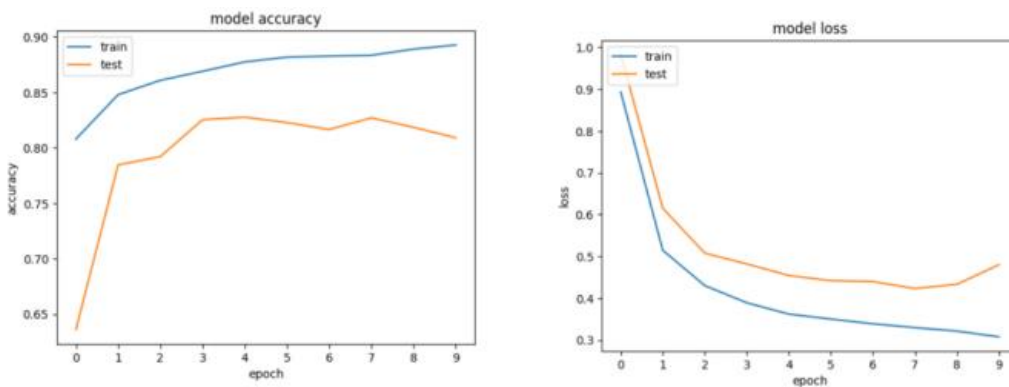 model accuracy
0.90
0.85
0.80
0.75
0.70
0.65
accuracy
train
test
0 1 2 3 4 5 6 7 8 9
epoch
model loss
1.0
0.9
0.8
0.7
0.6
0.5
0.4
0.3
loss
train
test
0 1 2 3 4 5 6 7 8 9
epoch